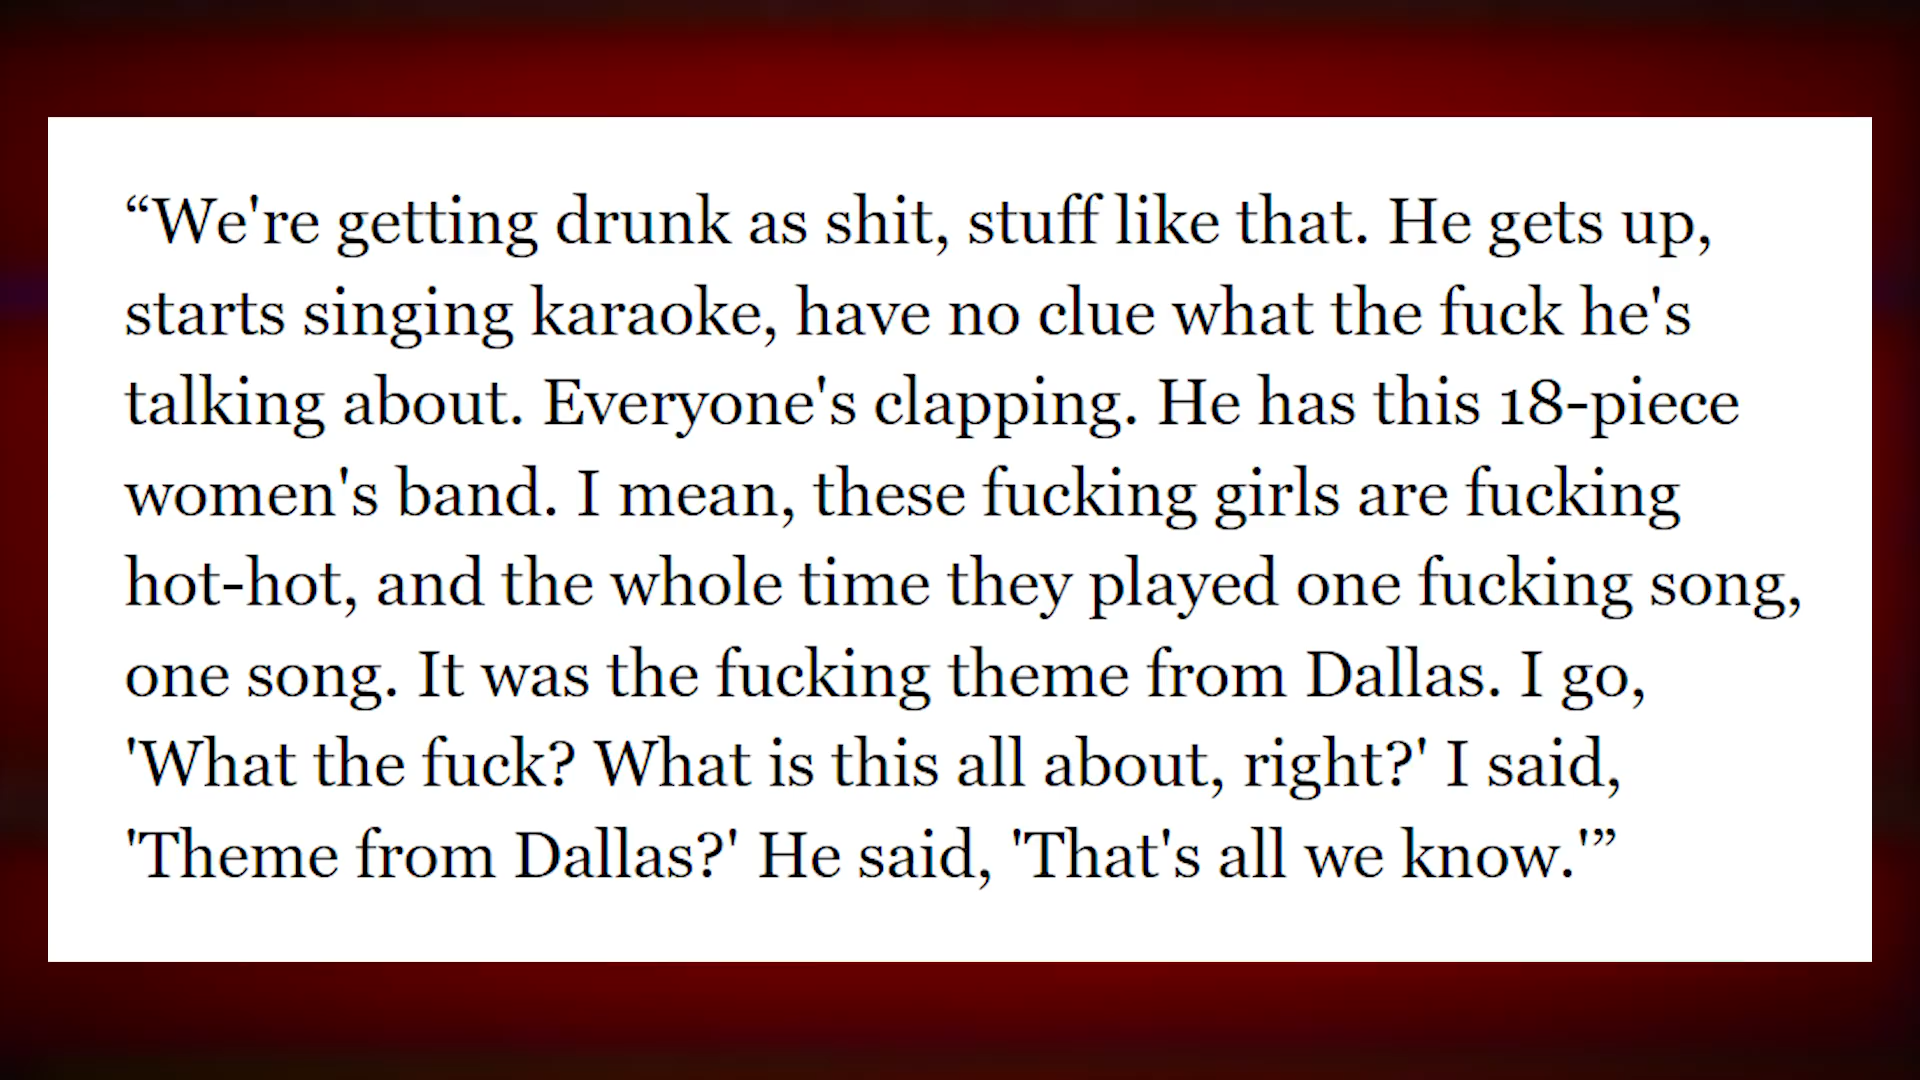 “We're getting drunk as shit, stuff like that. He gets up,
starts singing karaoke, have no clue what the fuck he's
talking about. Everyone's clapping. He has this 18-piece
women's band. I mean, these fucking girls are fucking
hot-hot, and the whole time they played one fucking song,
one song. It was the fucking theme from Dallas. I go,
'What the fuck? What is this all about, right?' I said,
'Theme from Dallas?' He said, 'That's all we know.'”